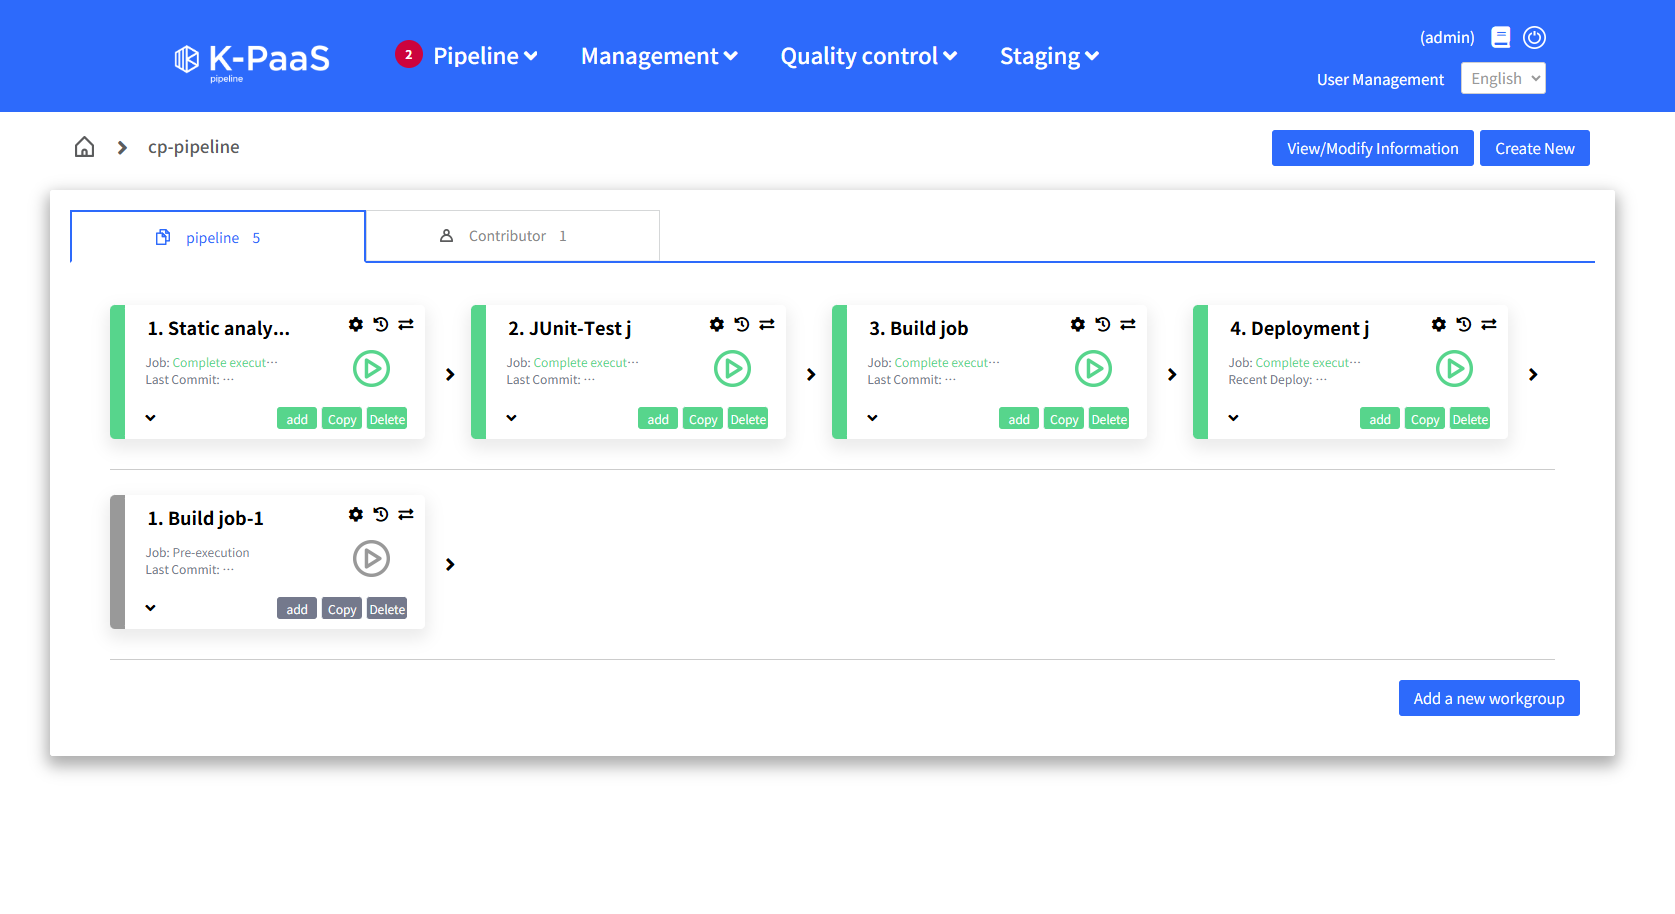 K-PaaS
pipeline
2 Pipeline Management Quality control Staging
(admin)
User Management English
cp-pipeline
View/Modify Information Create New
pipeline 5 Contributor 1
1. Static analy...
Job: Complete execut···
Last Commit: ···
add Copy Delete
2. JUnit-Test j
Job: Complete execut···
Last Commit: ···
add Copy Delete
3. Build job
Job: Complete execut···
Last Commit: ···
add Copy Delete
4. Deployment j
Job: Complete execut···
Recent Deploy: ···
add Copy Delete
1. Build job-1
Job: Pre-execution
Last Commit: ···
add Copy Delete
Add a new workgroup